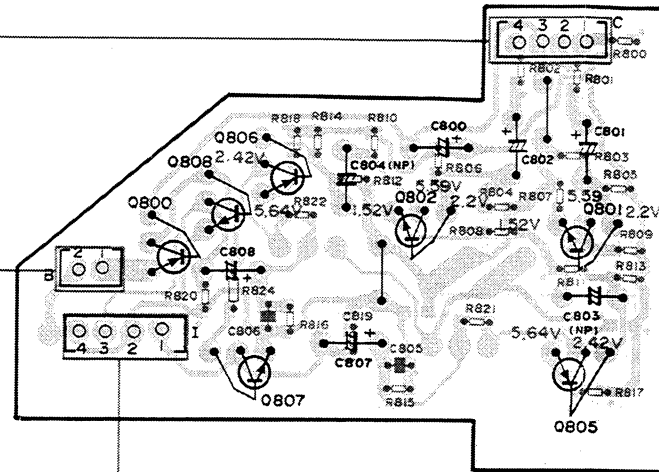 4 3 2 1
C
R800
R802
R801
R818
R814
R810
Q806
C800
C801
2.42V
C804(NP)
R806
C802
R803
Q808
R812
5.59V
R805
Q802
R804
R807
5.59
Q800
5.64V
R822
1.52V
2.2V
1.52V
Q801
2.2V
R808
R809
C808
R813
B
2 1
R811
R820
R824
C803
(NP)
C806
R816
C819
R821
5.64V
2.42V
I
4 3 2 1
C807
C805
R815
R817
Q807
Q805